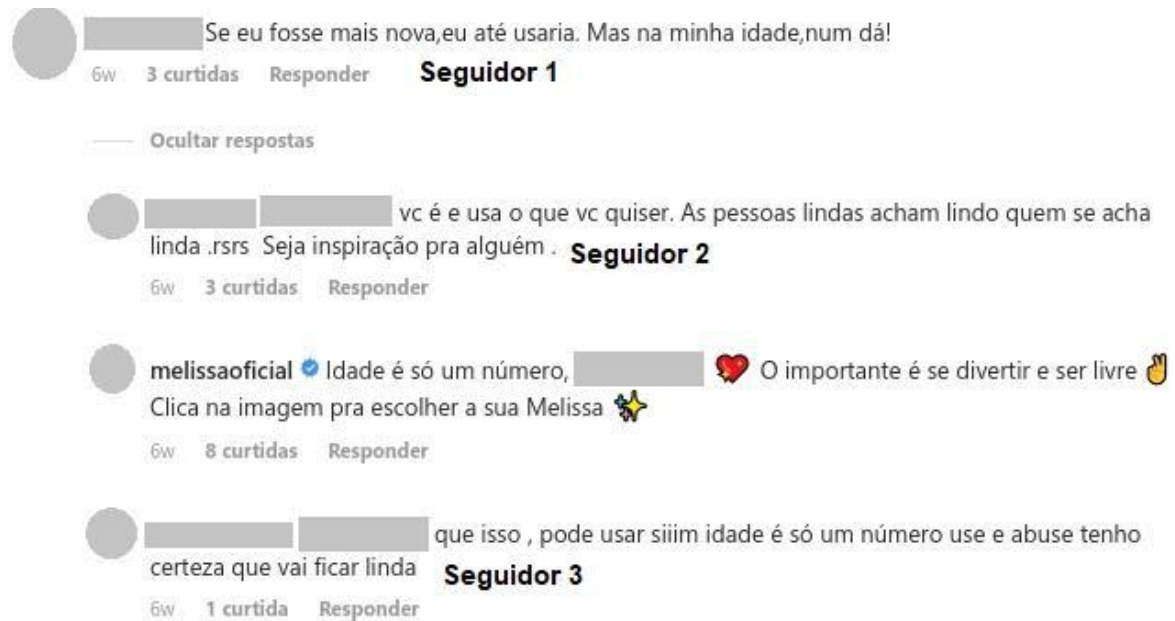 Se eu fosse mais nova,eu até usaria. Mas na minha idade,num dá!
6w 3 curtidas Responder Seguidor 1
Ocultar respostas
vc é e usa o que vc quiser. As pessoas lindas acham lindo quem se acha
linda .rsrs Seja inspiração pra alguém . Seguidor 2
6w 3 curtidas Responder
melissaoficial Idade é só um número, 💖 O importante é se divertir e ser livre ✌
Clica na imagem pra escolher a sua Melissa ✨
6w 8 curtidas Responder
que isso , pode usar siiim idade é só um número use e abuse tenho
certeza que vai ficar linda Seguidor 3
6w 1 curtida Responder